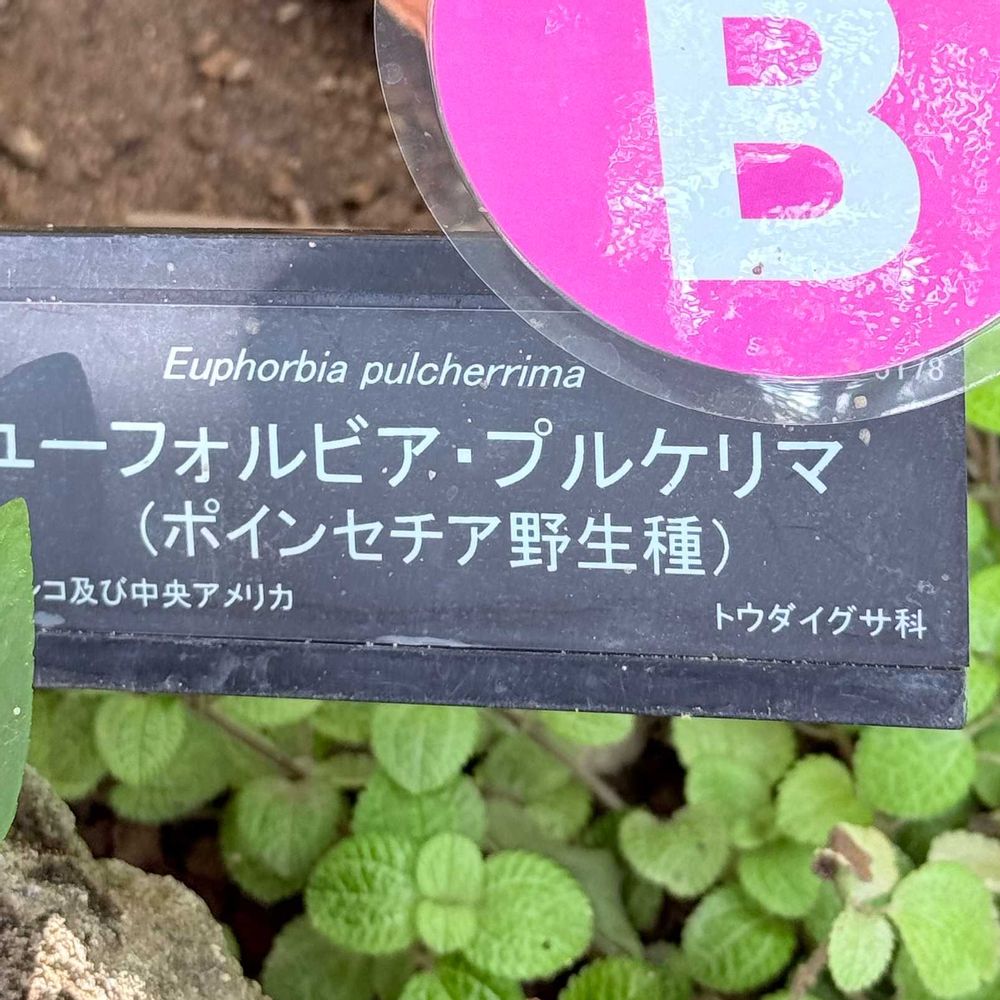 B
Euphorbia pulcherrima
ユーフォルビア・プルケリマ
(ポインセチア野生種)
コ及び中央アメリカ
トウダイグサ科